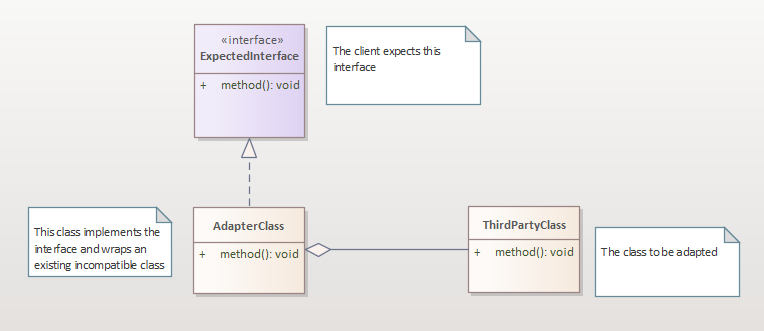 «interface»
ExpectedInterface
+ method(): void
The client expects this
interface
This class implements the
interface and wraps an
existing incompatible class
AdapterClass
+ method(): void
ThirdPartyClass
+ method(): void
The class to be adapted